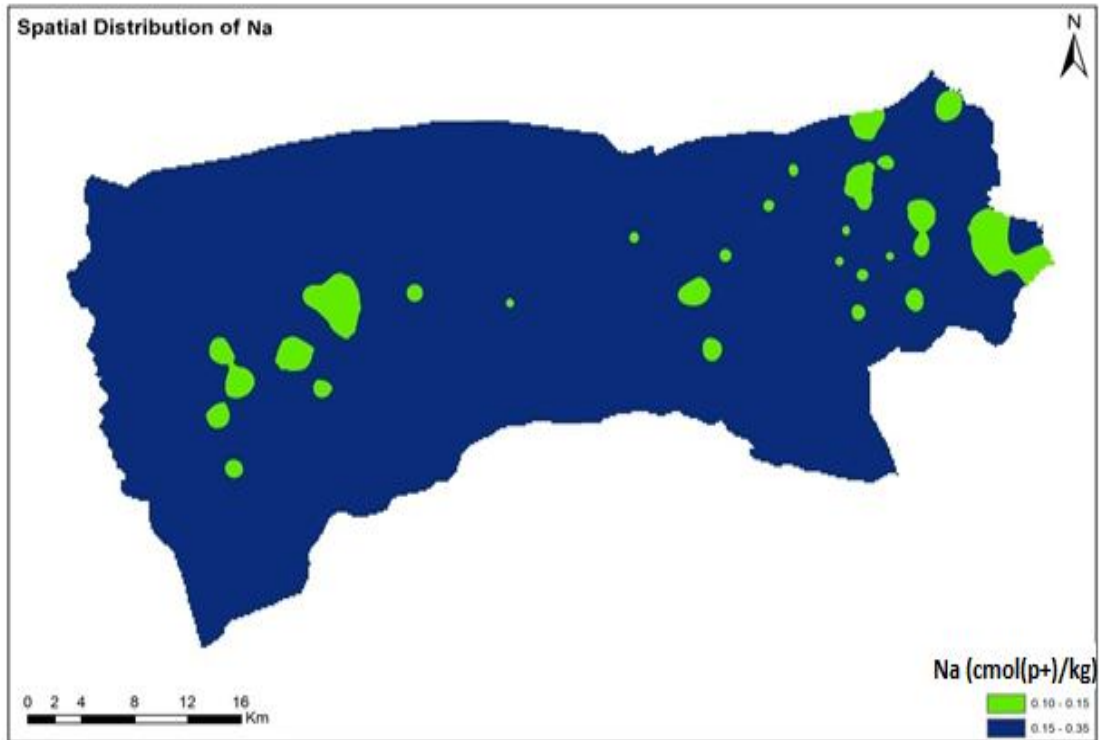 Spatial Distribution of Na
N
Na (cmol(p+)/kg)
0.10 - 0.15
0.15 - 0.35
0 2 4 8 12 16
Km